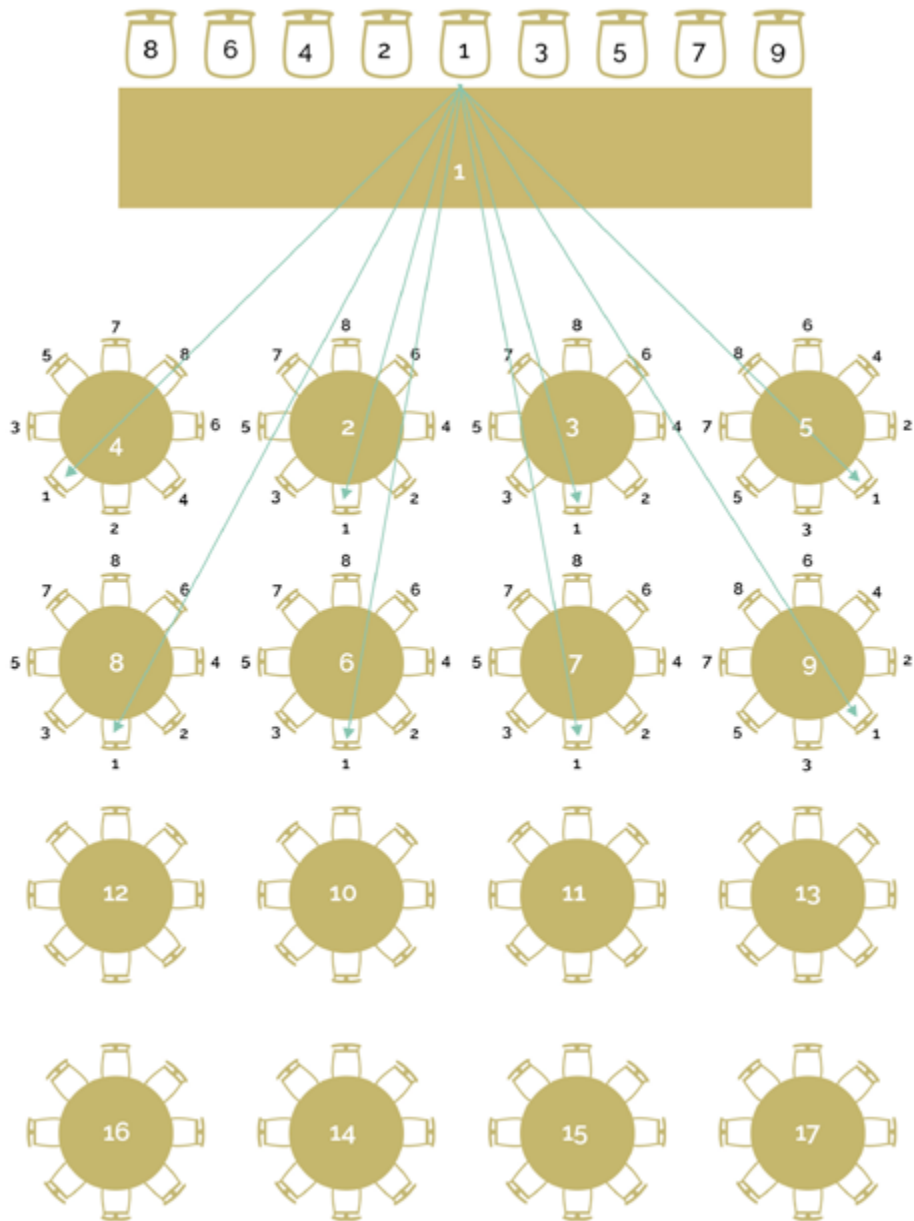 8 6 4 2 1 3 5 7 9
1
7 8 8 6
5 8 7 6 7 6 8 4
3 4 6 5 2 4 5 3 4 7 5 2
1 4 3 2 3 2 5 1
2 1 1 3
8 8 8 6
7 6 7 6 7 6 8 4
5 8 4 5 6 4 5 7 4 7 9 2
3 2 3 2 3 2 5 1
1 1 1 3
12 10 11 13
16 14 15 17